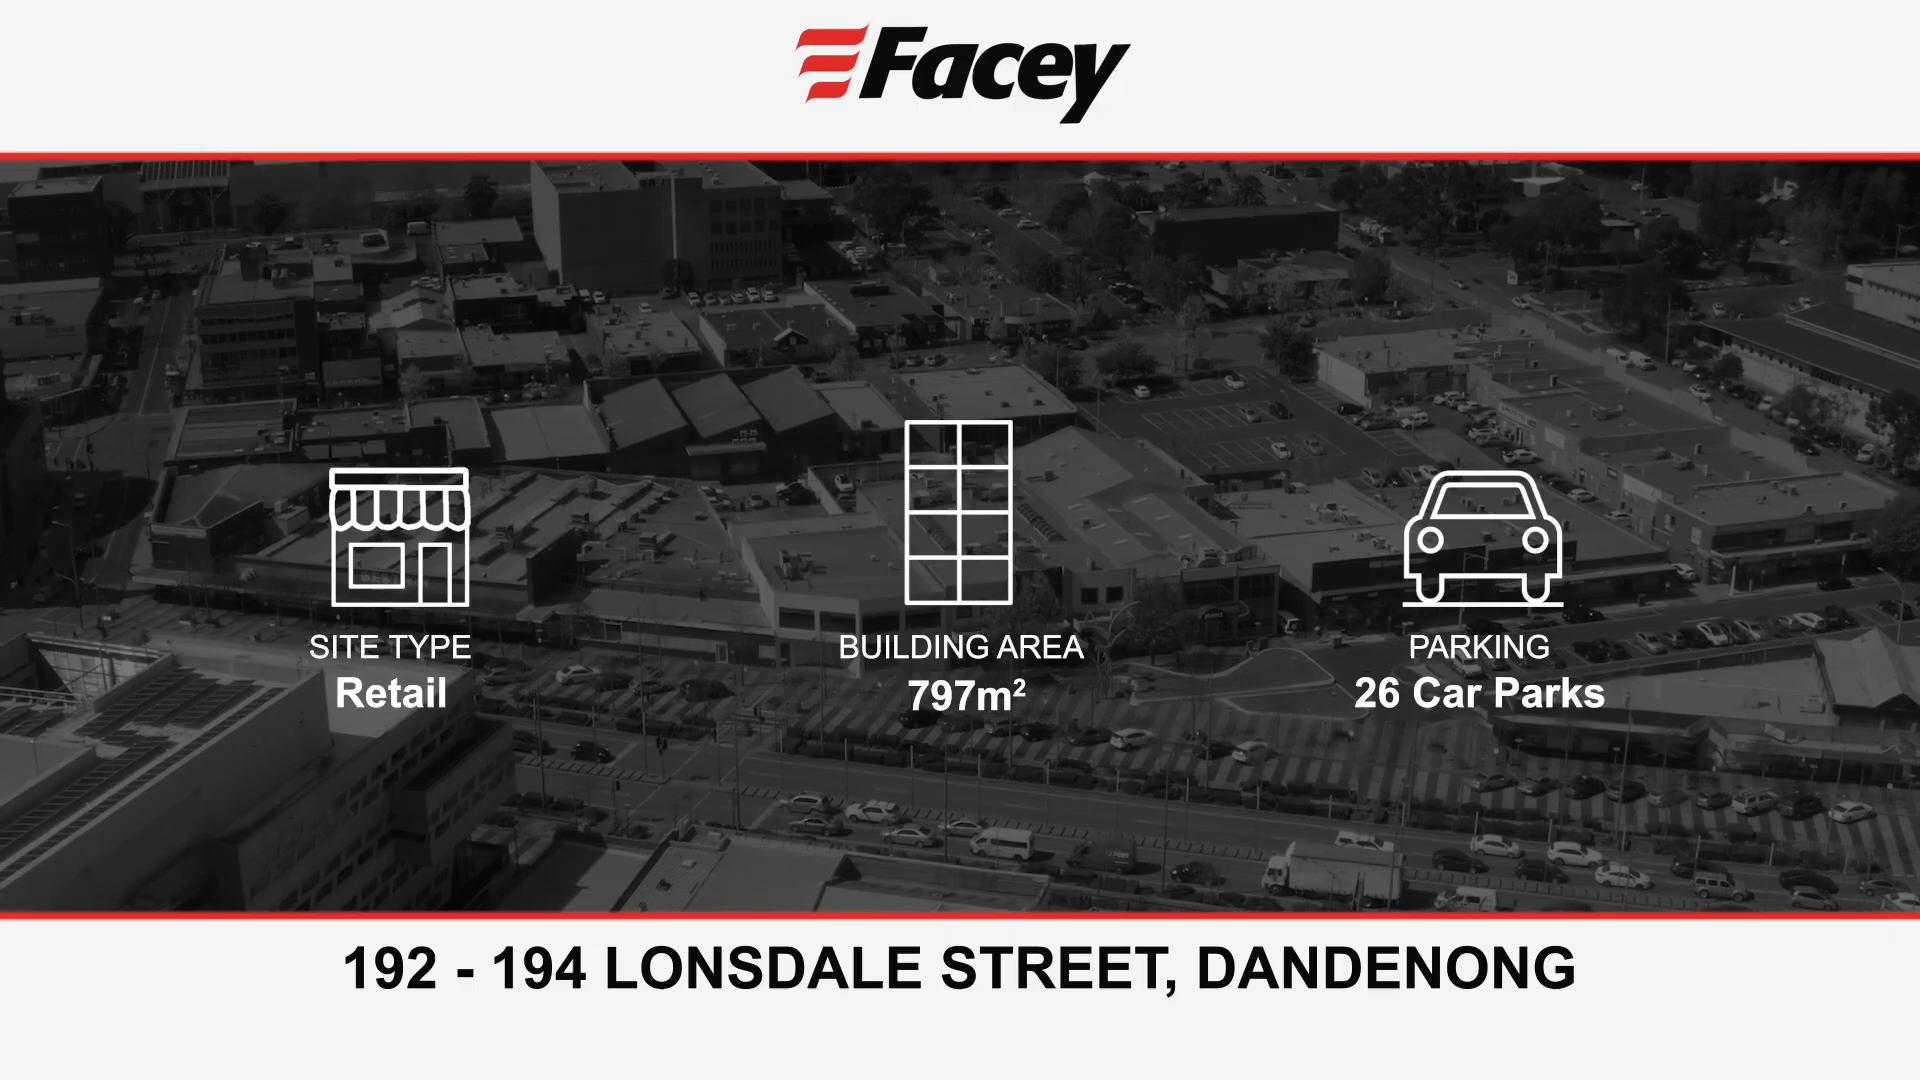 Facey
SITE TYPE
Retail
BUILDING AREA
797m²
PARKING
26 Car Parks
192 - 194 LONSDALE STREET, DANDENONG